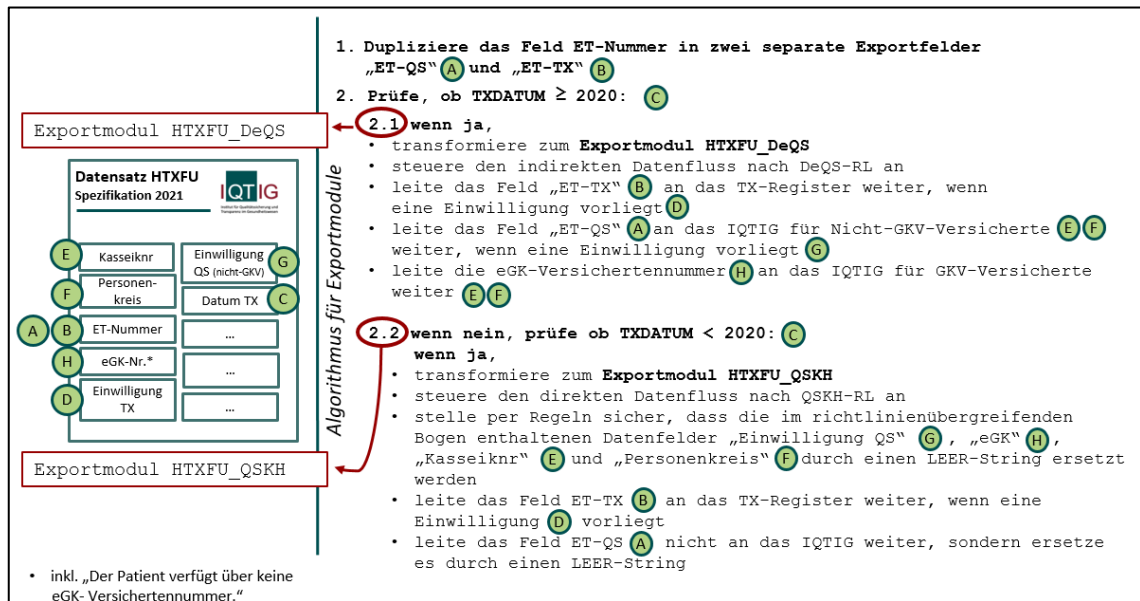 1. Dupliziere das Feld ET-Nummer in zwei separate Exportfelder
„ET-QS“ A und „ET-TX“ B
2. Prüfe, ob TXDATUM ≥ 2020: C
2.1 wenn ja,
• transformiere zum Exportmodul HTXFU_DeQS
• steuere den indirekten Datenfluss nach DeQS-RL an
• leite das Feld „ET-TX“ B an das TX-Register weiter, wenn
eine Einwilligung vorliegt D
• leite das Feld „ET-QS“ A an das IQTIG für Nicht-GKV-Versicherte E F
weiter, wenn eine Einwilligung vorliegt G
• leite die eGK-Versichertennummer H an das IQTIG für GKV-Versicherte
weiter E F
2.2 wenn nein, prüfe ob TXDATUM < 2020: C
wenn ja,
• transformiere zum Exportmodul HTXFU_QSKH
• steuere den direkten Datenfluss nach QSKH-RL an
• stelle per Regeln sicher, dass die im richtlinienübergreifenden
Bogen enthaltenen Datenfelder „Einwilligung QS“ G , „eGK“ H ,
„Kasseiknr“ E und „Personenkreis“ F durch einen LEER-String ersetzt
werden
• leite das Feld ET-TX B an das TX-Register weiter, wenn eine
Einwilligung D vorliegt
• leite das Feld ET-QS A nicht an das IQTIG weiter, sondern ersetze
es durch einen LEER-String
Algorithmus für Exportmodule
Exportmodul HTXFU_DeQS
Datensatz HTXFU
Spezifikation 2021
IQTIG
Institut für Qualitätssicherung und
Transparenz im Gesundheitswesen
E Kasseiknr
Einwilligung
QS (nicht-GKV) G
F Personen-
kreis
Datum TX C
A B ET-Nummer
...
H eGK-Nr.*
...
D Einwilligung
TX
...
Exportmodul HTXFU_QSKH
• inkl. „Der Patient verfügt über keine
eGK- Versichertennummer.“